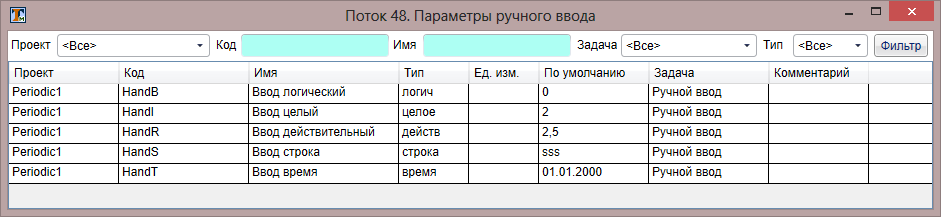 Поток 48. Параметры ручного ввода
Проект <Все> Код Имя Задача <Все> Тип <Все> Фильтр
Проект Код Имя Тип Ед. изм. По умолчанию Задача Комментарий
Periodic1 HandB Ввод логический логич 0 Ручной ввод
Periodic1 HandI Ввод целый целое 2 Ручной ввод
Periodic1 HandR Ввод действительный действ 2,5 Ручной ввод
Periodic1 HandS Ввод строка строка sss Ручной ввод
Periodic1 HandT Ввод время время 01.01.2000 Ручной ввод